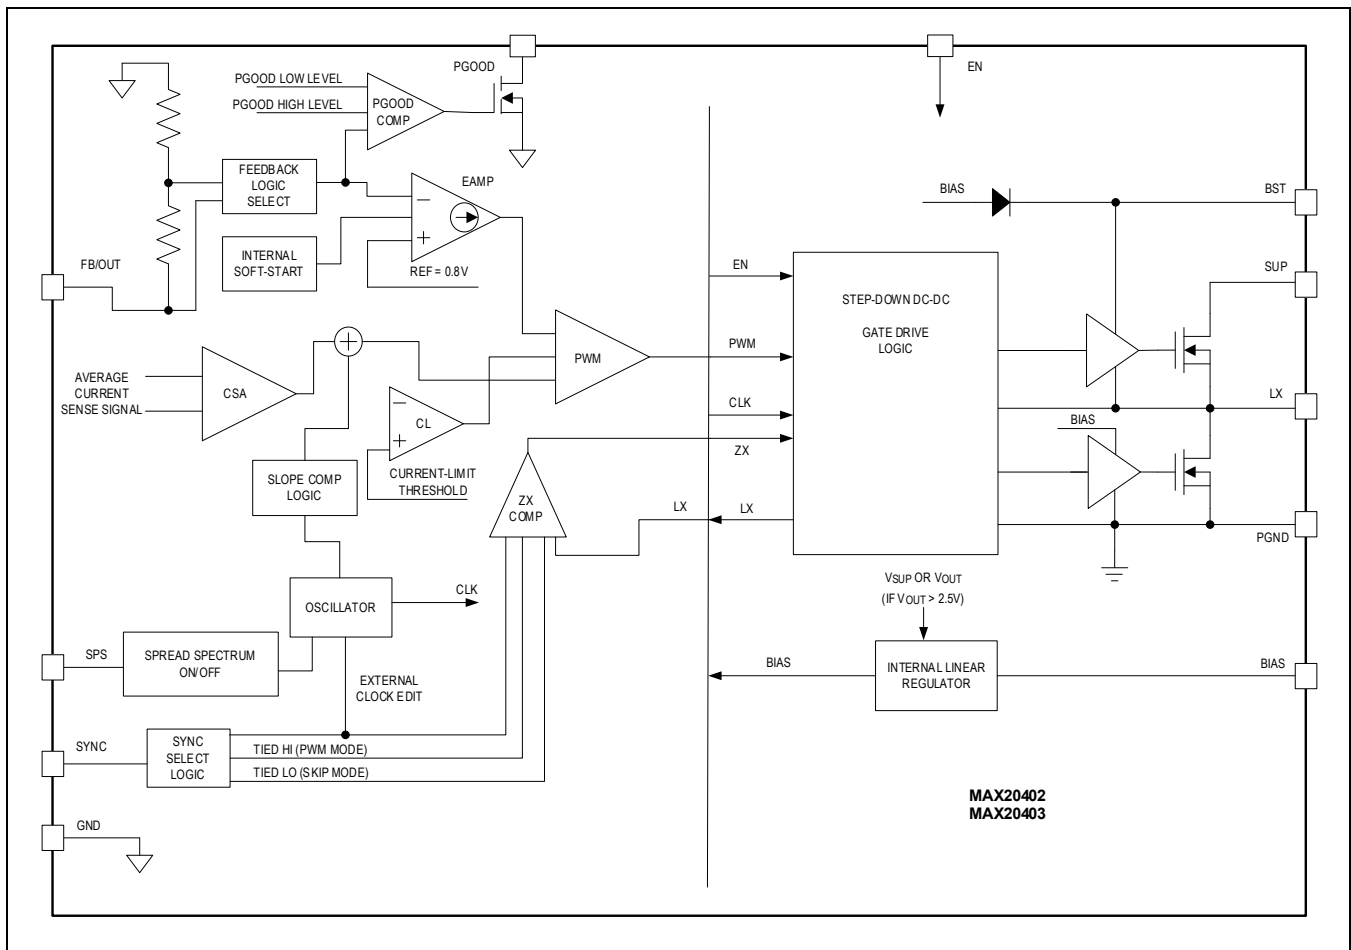 PGOOD
EN
PGOOD LOW LEVEL
PGOOD HIGH LEVEL
PGOOD
COMP
FEEDBACK
LOGIC
SELECT
EAMP
BIAS
BST
INTERNAL
SOFT-START
REF = 0.8V
FB/OUT
EN
SUP
STEP-DOWN DC-DC
GATE DRIVE
LOGIC
PWM
PWM
AVERAGE
CURRENT
SENSE SIGNAL
CSA
CL
CLK
LX
BIAS
ZX
CURRENT-LIMIT
THRESHOLD
SLOPE COMP
LOGIC
ZX
COMP
LX
LX
PGND
VSUP OR VOUT
(IF VOUT > 2.5V)
OSCILLATOR
CLK
SPS
SPREAD SPECTRUM
ON/OFF
EXTERNAL
CLOCK EDIT
BIAS
INTERNAL LINEAR
REGULATOR
BIAS
SYNC
SYNC
SELECT
LOGIC
TIED HI (PWM MODE)
TIED LO (SKIP MODE)
GND
MAX20402
MAX20403